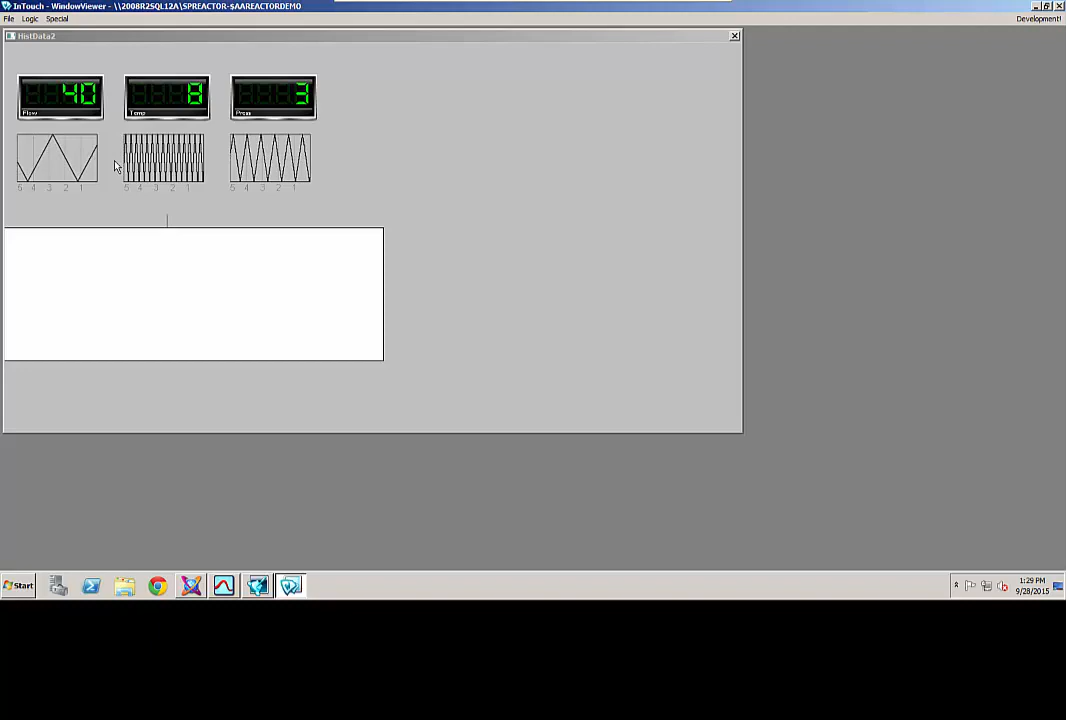 InTouch - WindowViewer - \\2008R2SQL12A\SPREACTOR-$AAREACTORDEMO
File Logic Special Development!
HistData2
40 8 3
Flow Temp Press
5 4 3 2 1 5 4 3 2 1 5 4 3 2 1
Start
1:29 PM
9/28/2015